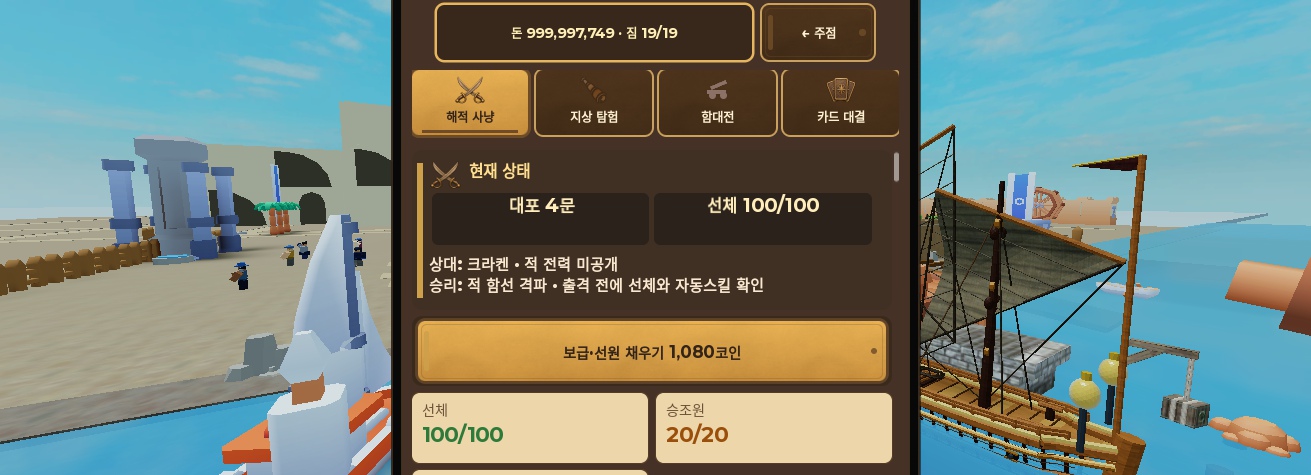 돈 999,997,749 · 짐 19/19
← 주점
해적 사냥
지상 탐험
함대전
카드 대결
현재 상태
대포 4문
선체 100/100
상대: 크라켄 • 적 전력 미공개
승리: 적 함선 격파 • 출격 전에 선체와 자동스킬 확인
보급·선원 채우기 1,080코인
선체
100/100
승조원
20/20